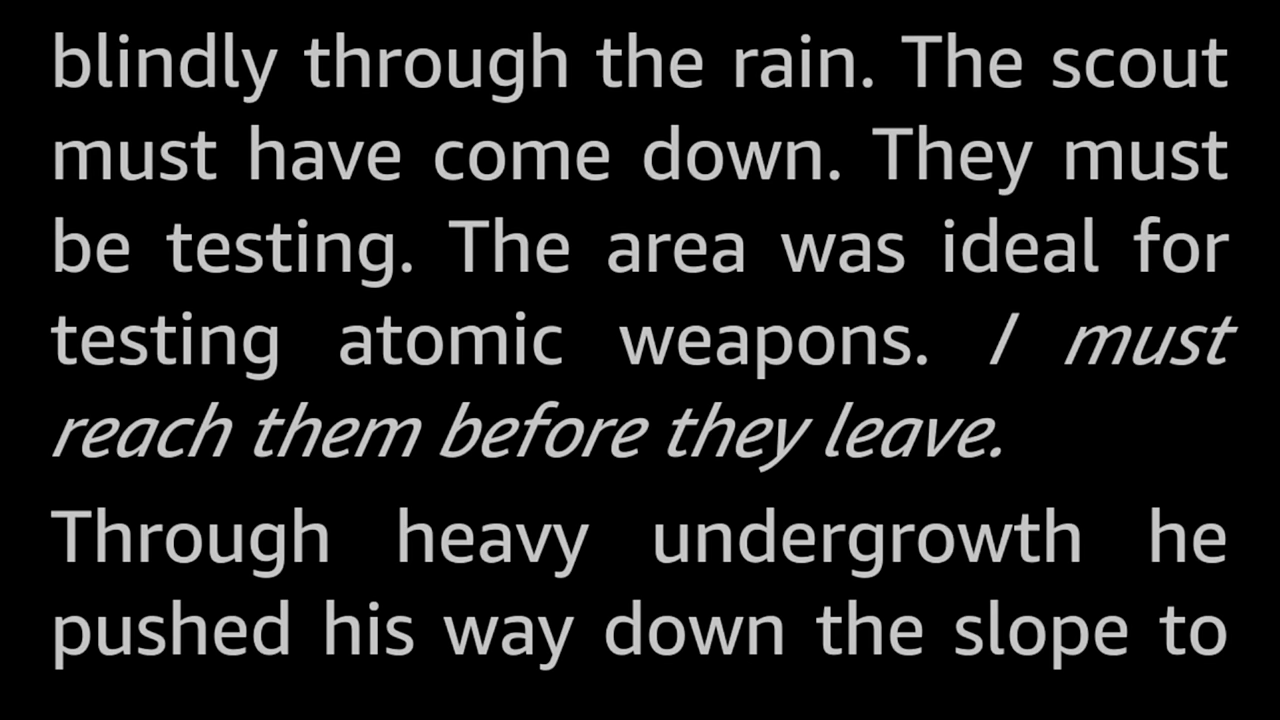 blindly through the rain. The scout
must have come down. They must
be testing. The area was ideal for
testing atomic weapons. I must
reach them before they leave.
Through heavy undergrowth he
pushed his way down the slope to